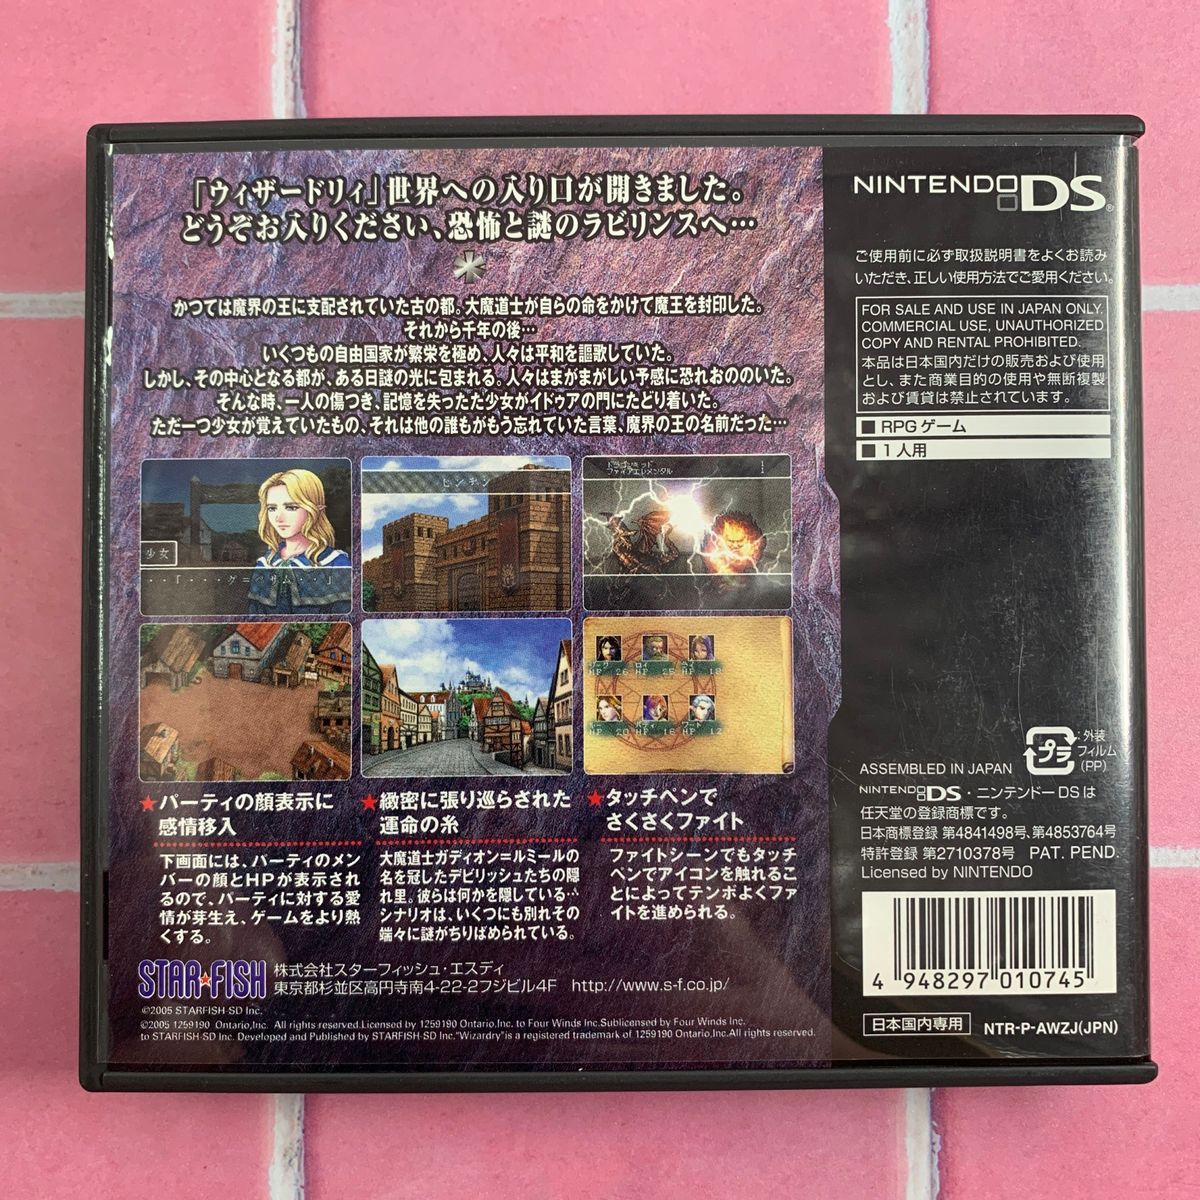 「ウィザードリィ」世界への入り口が開きました。
どうぞお入りください、恐怖と謎のラビリンスへ…
かつては魔界の王に支配されていた古の都。大魔道士が自らの命をかけて魔王を封印した。
それから千年の後…
いくつもの自由国家が繁栄を極め、人々は平和を謳歌していた。
しかし、その中心となる都が、ある日謎の光に包まれる。人々はまがまがしい予感に恐れおののいた。
そんな時、一人の傷つき、記憶を失ったた少女がイドゥアの門にたどり着いた。
ただ一つ少女が覚えていたもの、それは他の誰もがもう忘れていた言葉、魔界の王の名前だった…
少女
ファイアエレメンタル
ロイ
HP 26 HP 25 HP 18
HP 20 HP 16 HP 12
★パーティの顔表示に
感情移入
下画面には、パーティのメン
バーの顔とHPが表示され
るので、パーティに対する愛
情が芽生え、ゲームをより熱
くする。
★緻密に張り巡らされた
運命の糸
大魔道士ガディオン＝ルミールの
名を冠したデビリッシュたちの隠
れ里。彼らは何かを隠している…
シナリオは、いくつにも別れその
端々に謎がちりばめられている。
★タッチペンで
さくさくファイト
ファイトシーンでもタッチ
ペンでアイコンを触れるこ
とによってテンポよくファ
イトを進められる。
STAR★FISH 株式会社スターフィッシュ・エスディ
東京都杉並区高円寺南4-22-2フジビル4F http://www.s-f.co.jp/
©2005 STARFISH-SD Inc.
©2005 1259190 Ontario,Inc. All rights reserved.Licensed by 1259190 Ontario,Inc. to Four Winds Inc.Sublicensed by Four Winds Inc.
to STARFISH-SD Inc. Developed and Published by STARFISH-SD Inc."Wizardry"is a registered trademark of 1259190 Ontario,Inc.All rights reserved.
NINTENDO DS®
ご使用前に必ず取扱説明書をよくお読み
いただき、正しい使用方法でご愛用ください。
FOR SALE AND USE IN JAPAN ONLY.
COMMERCIAL USE, UNAUTHORIZED
COPY AND RENTAL PROHIBITED.
本品は日本国内だけの販売および使用
とし、また商業目的の使用や無断複製
および賃貸は禁止されています。
■ RPGゲーム
■ 1人用
プラ
:外装
フィルム
(PP)
ASSEMBLED IN JAPAN
NINTENDO DS・ニンテンドーDSは
任天堂の登録商標です。
日本商標登録 第4841498号、第4853764号
特許登録 第2710378号 PAT. PEND.
Licensed by NINTENDO
4 948297 010745
日本国内専用 NTR-P-AWZJ(JPN)